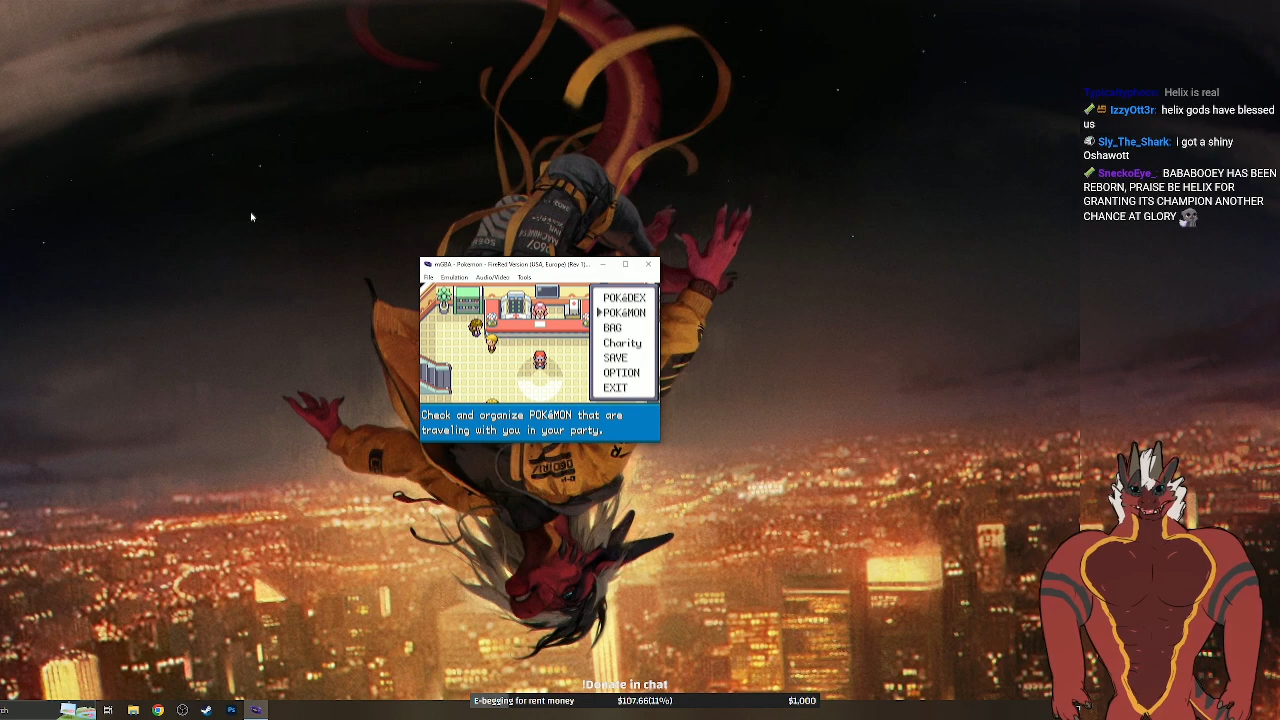 Helix is real
IzzyOtt3r: helix gods have blessed
us
Sly_The_Shark: I got a shiny
Oshawott
SneckoEye_: BABABOOEY HAS BEEN
REBORN, PRAISE BE HELIX FOR
GRANTING ITS CHAMPION ANOTHER
CHANCE AT GLORY
mGBA - Pokemon - FireRed Version (USA, Europe) (Rev 1)...
File Emulation Audio/Video Tools
POKéDEX
POKéMON
BAG
Charity
SAVE
OPTION
EXIT
Check and organize POKéMON that are
traveling with you in your party.
!Donate in chat
E-begging for rent money $107.66(11%) $1,000